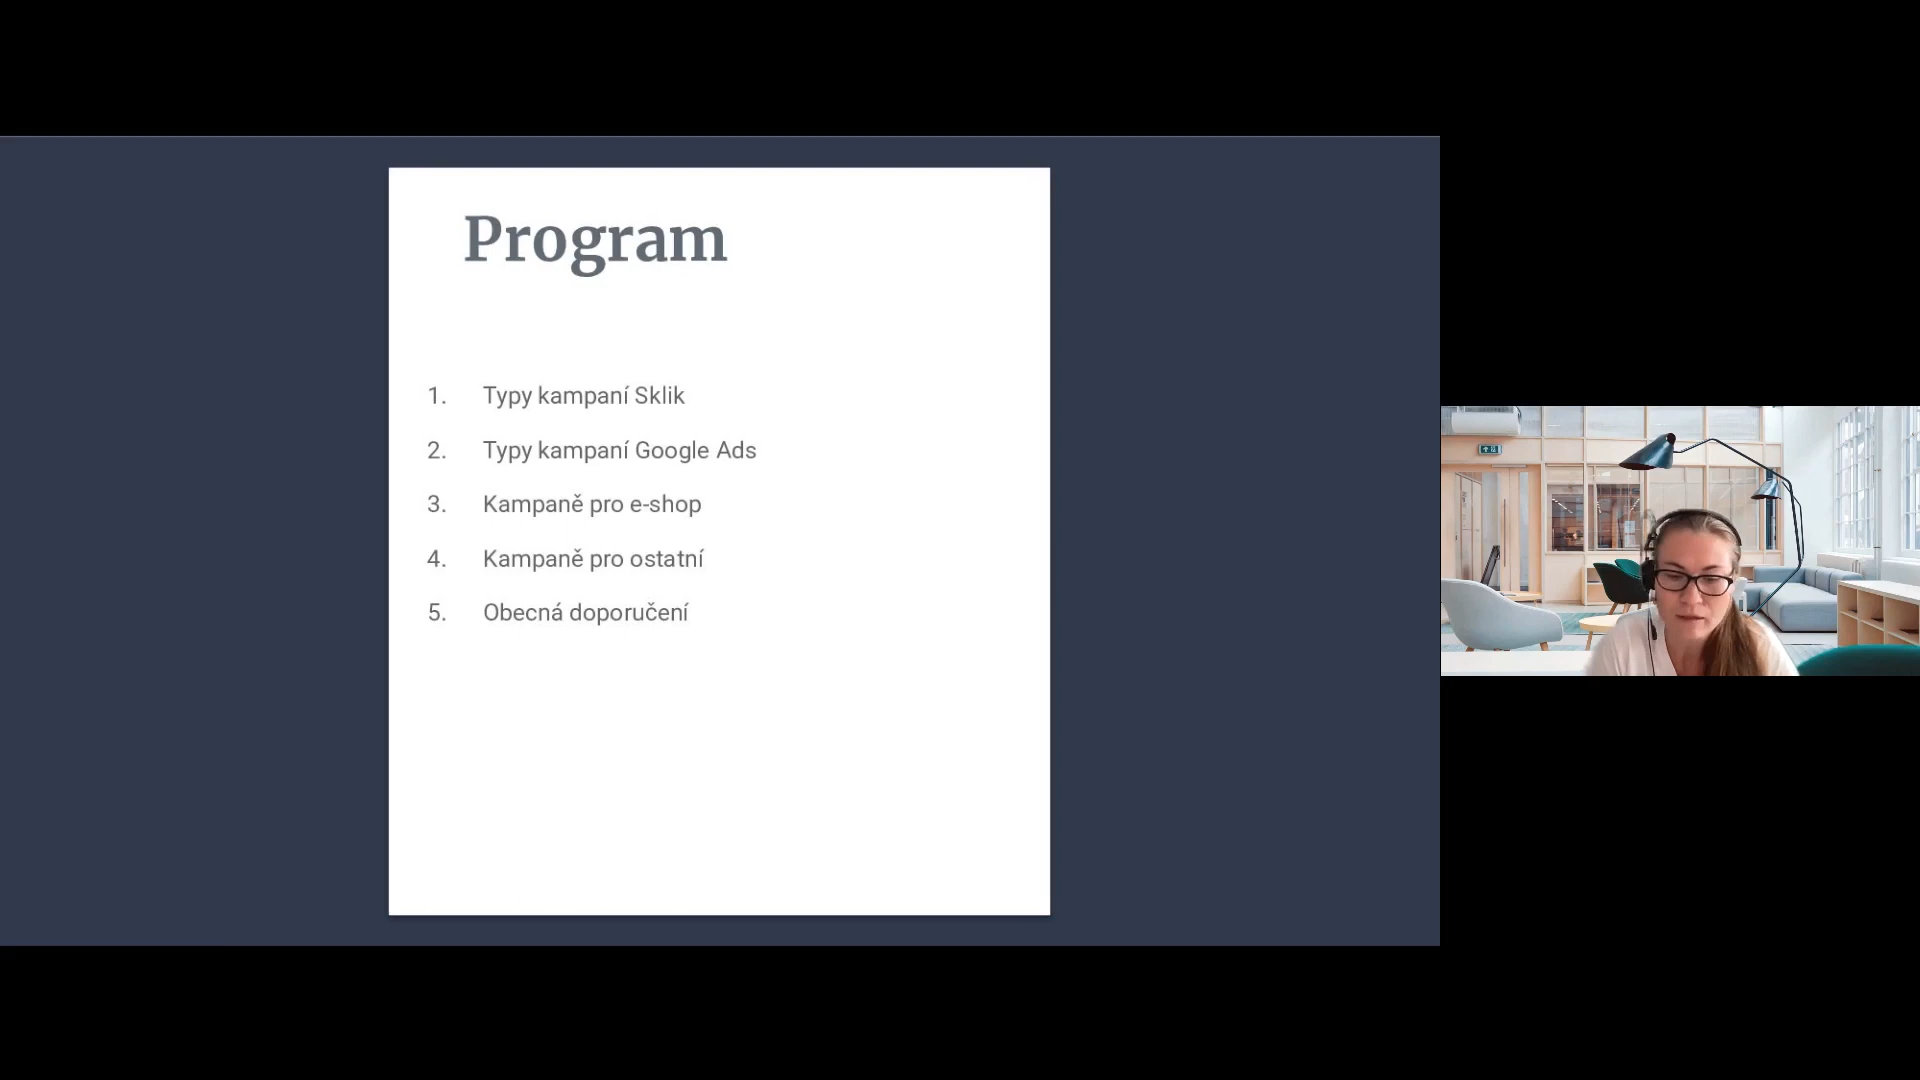 Program
1. Typy kampaní Sklik
2. Typy kampaní Google Ads
3. Kampaně pro e-shop
4. Kampaně pro ostatní
5. Obecná doporučení